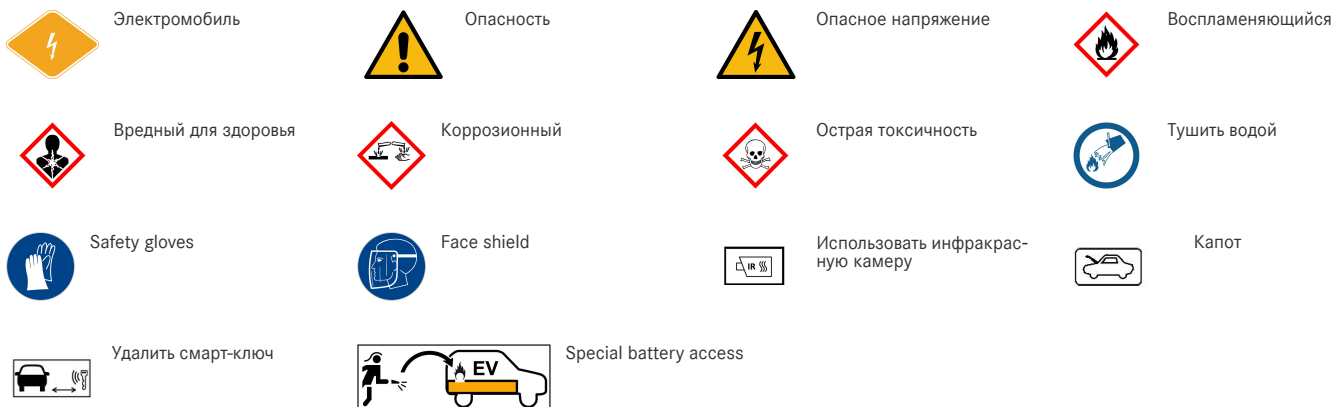 Электромобиль
Опасность
Опасное напряжение
Воспламеняющийся
Вредный для здоровья
Коррозионный
Острая токсичность
Тушить водой
Safety gloves
Face shield
Использовать инфракрас-
ную камеру
IR
Капот
Удалить смарт-ключ
EV
Special battery access